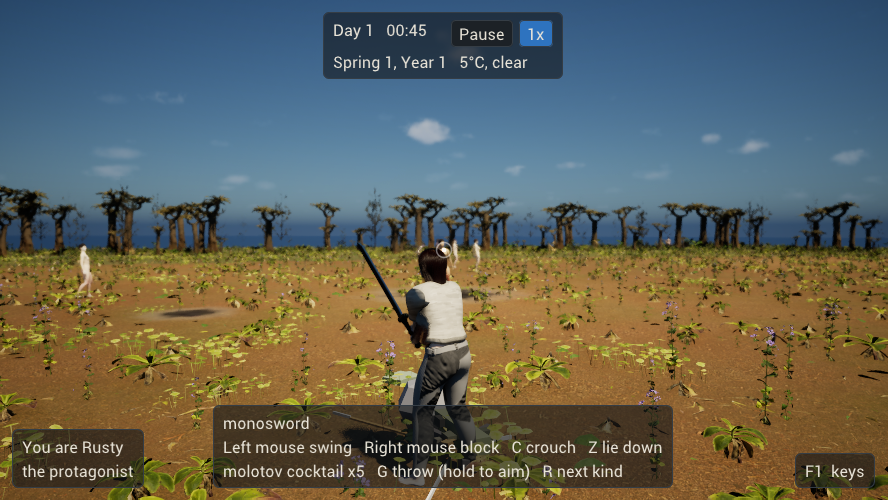 Day 1 00:45 Pause 1x
Spring 1, Year 1 5°C, clear
monosword
Left mouse swing Right mouse block C crouch Z lie down
molotov cocktail x5 G throw (hold to aim) R next kind
You are Rusty
the protagonist
F1 keys